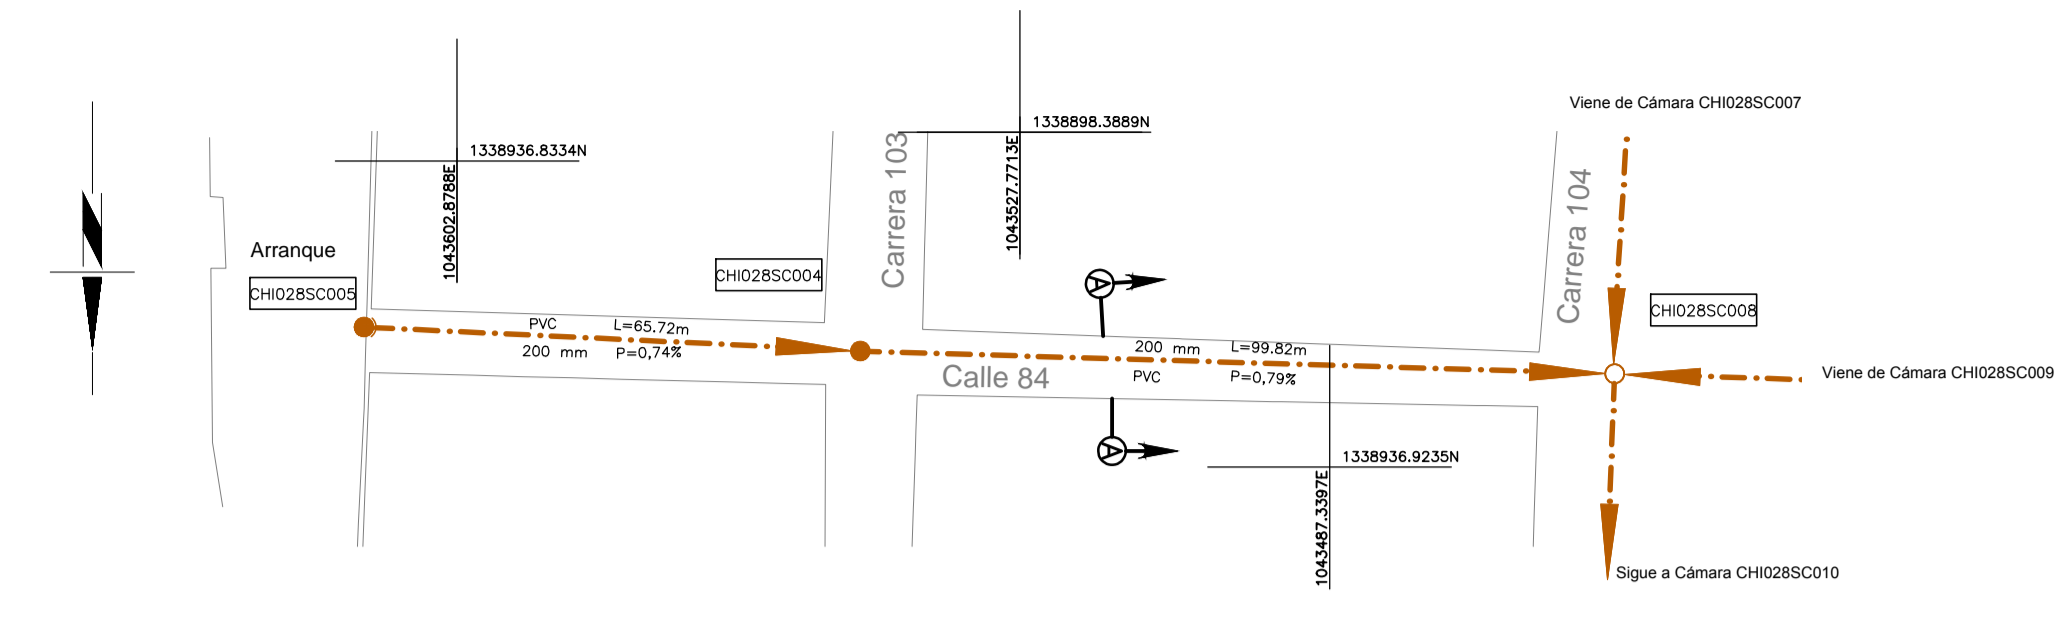 Viene de Cámara CHI028SC007
1338898.3889N
1043527.7713E
1338936.8334N
1043602.8788E
Carrera 103
Carrera 104
Arranque
CHI028SC005
CHI028SC004
A
CHI028SC008
PVC L=65.72m
200 mm P=0,74%
200 mm L=99.82m
PVC P=0,79%
Calle 84
Viene de Cámara CHI028SC009
A
1338936.9235N
1043487.3397E
Sigue a Cámara CHI028SC010
N